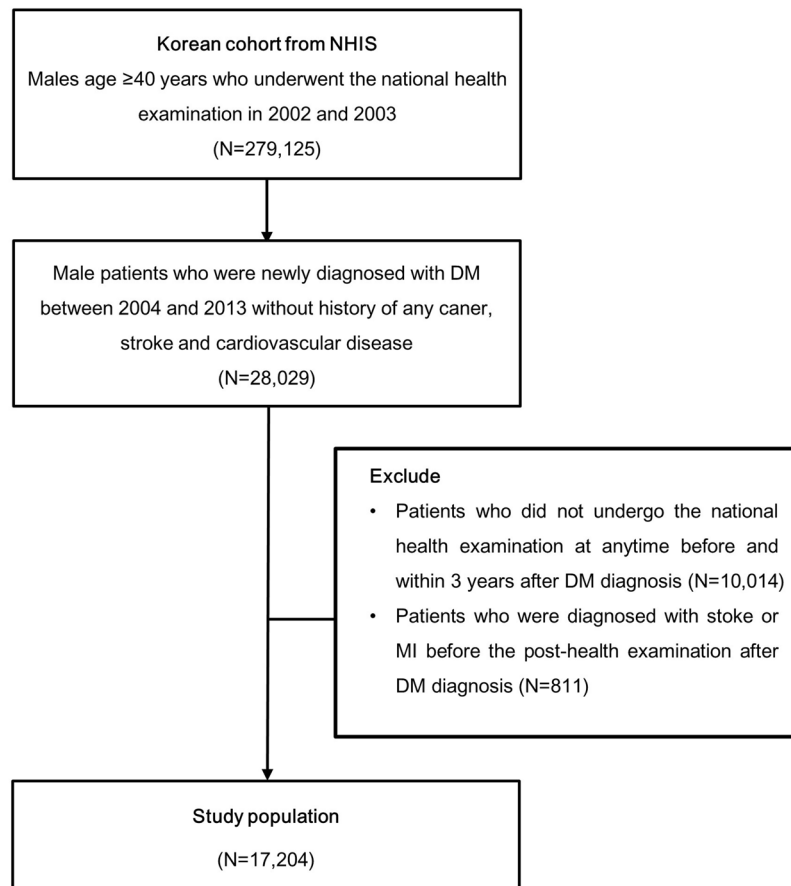 Korean cohort from NHIS
Males age ≥40 years who underwent the national health
examination in 2002 and 2003
(N=279,125)
Male patients who were newly diagnosed with DM
between 2004 and 2013 without history of any caner,
stroke and cardiovascular disease
(N=28,029)
Exclude
• Patients who did not undergo the national
health examination at anytime before and
within 3 years after DM diagnosis (N=10,014)
• Patients who were diagnosed with stoke or
MI before the post-health examination after
DM diagnosis (N=811)
Study population
(N=17,204)